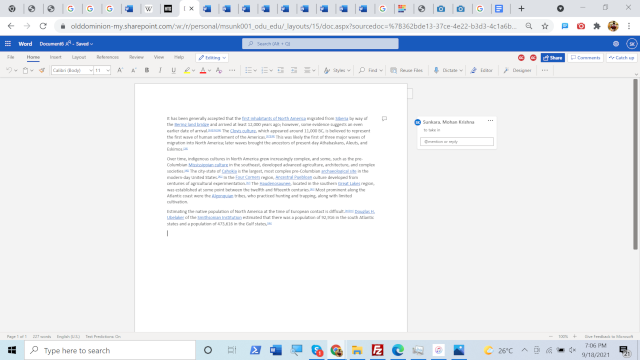 olddominion-my.sharepoint.com/:w:/r/personal/msunk001_odu_edu/_layouts/15/doc.aspx?sourcedoc=%7B362bde13-37ce-4e22-b3d3-4c1a6b...
Word Saved Search (Alt + Q)
File Home Insert Layout References Review View Help Editing Share Comments Catch up
Calibri (Body) 11 Styles Find Reuse Files Dictate Editor Designer
It has been generally accepted that the first inhabitants of North America migrated from Siberia by way of
the Bering land bridge and arrived at least 12,000 years ago; however, some evidence suggests an even
earlier date of arrival. The Clovis culture, which appeared around 11,000 BC, is believed to represent
the first wave of human settlement of the Americas. This was likely the first of three major waves of
migration into North America; later waves brought the ancestors of present-day Athabaskans, Aleuts, and
Eskimos.
Over time, indigenous cultures in North America grew increasingly complex, and some, such as the pre-
Columbian Mississippian culture in the southeast, developed advanced agriculture, architecture, and complex
societies. The city-state of Cahokia is the largest, most complex pre-Columbian archaeological site in the
modern-day United States. In the Four Corners region, Ancestral Puebloan culture developed from
centuries of agricultural experimentation. The Haudenosaunee, located in the southern Great Lakes region,
was established at some point between the twelfth and fifteenth centuries. Most prominent along the
Atlantic coast were the Algonquian tribes, who practiced hunting and trapping, along with limited
cultivation.
Estimating the native population of North America at the time of European contact is difficult. Douglas H.
Ubelaker of the Smithsonian Institution estimated that there was a population of 92,916 in the south Atlantic
states and a population of 473,616 in the Gulf states.
Sunkara, Mohan Krishna
@mention or reply
Page 1 of 1 227 words English (U.S.) Text Predictions: On 100% Give Feedback to Microsoft
Type here to search 26°C 7:06 PM
9/18/2021